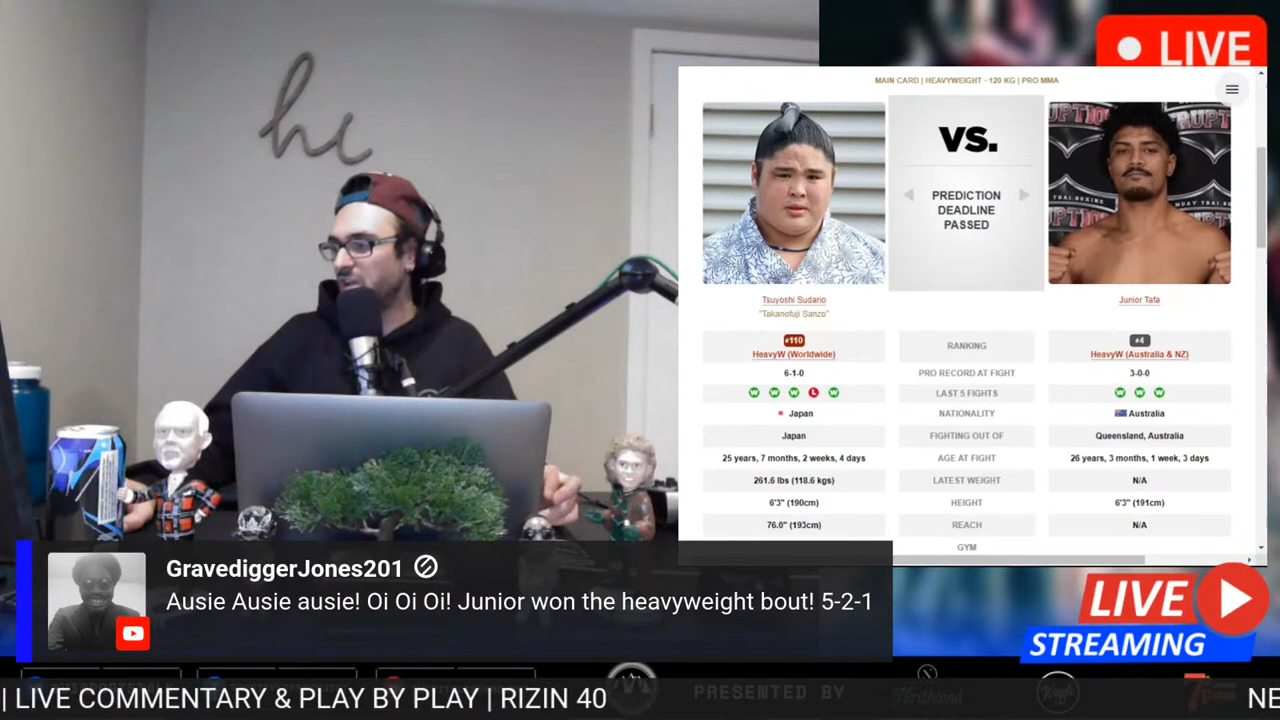 hi
LIVE
MAIN CARD | HEAVYWEIGHT · 120 KG | PRO MMA
VS.
PREDICTION
DEADLINE
PASSED
Tsuyoshi Sudario
"Takanofuji Sanzo"
Junior Tafa
#110
HeavyW (Worldwide)
RANKING
#4
HeavyW (Australia & NZ)
6-1-0
PRO RECORD AT FIGHT
3-0-0
W W W L W
LAST 5 FIGHTS
W W W
Japan
NATIONALITY
Australia
Japan
FIGHTING OUT OF
Queensland, Australia
25 years, 7 months, 2 weeks, 4 days
AGE AT FIGHT
26 years, 3 months, 1 week, 3 days
261.6 lbs (118.6 kgs)
LATEST WEIGHT
N/A
6'3" (190cm)
HEIGHT
6'3" (191cm)
76.0" (193cm)
REACH
N/A
GYM
GravediggerJones201
Ausie Ausie ausie! Oi Oi Oi! Junior won the heavyweight bout! 5-2-1
LIVE
STREAMING
PRESENTED BY
| LIVE COMMENTARY & PLAY BY PLAY | RIZIN 40
NE